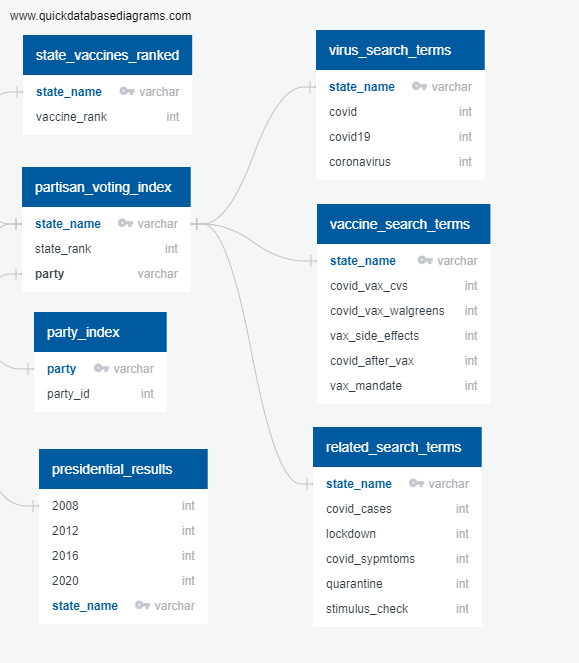 www.quickdatabasediagrams.com
state_vaccines_ranked
state_name varchar
vaccine_rank int
partisan_voting_index
state_name varchar
state_rank int
party varchar
party_index
party varchar
party_id int
presidential_results
2008 int
2012 int
2016 int
2020 int
state_name varchar
virus_search_terms
state_name varchar
covid int
covid19 int
coronavirus int
vaccine_search_terms
state_name varchar
covid_vax_cvs int
covid_vax_walgreens int
vax_side_effects int
covid_after_vax int
vax_mandate int
related_search_terms
state_name varchar
covid_cases int
lockdown int
covid_sypmtoms int
quarantine int
stimulus_check int